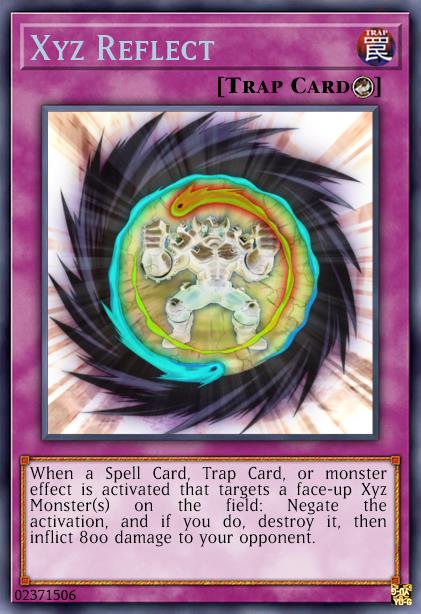 Xyz Reflect
TRAP
罠
[Trap Card]
When a Spell Card, Trap Card, or monster
effect is activated that targets a face-up Xyz
Monster(s) on the field: Negate the
activation, and if you do, destroy it, then
inflict 800 damage to your opponent.
02371506